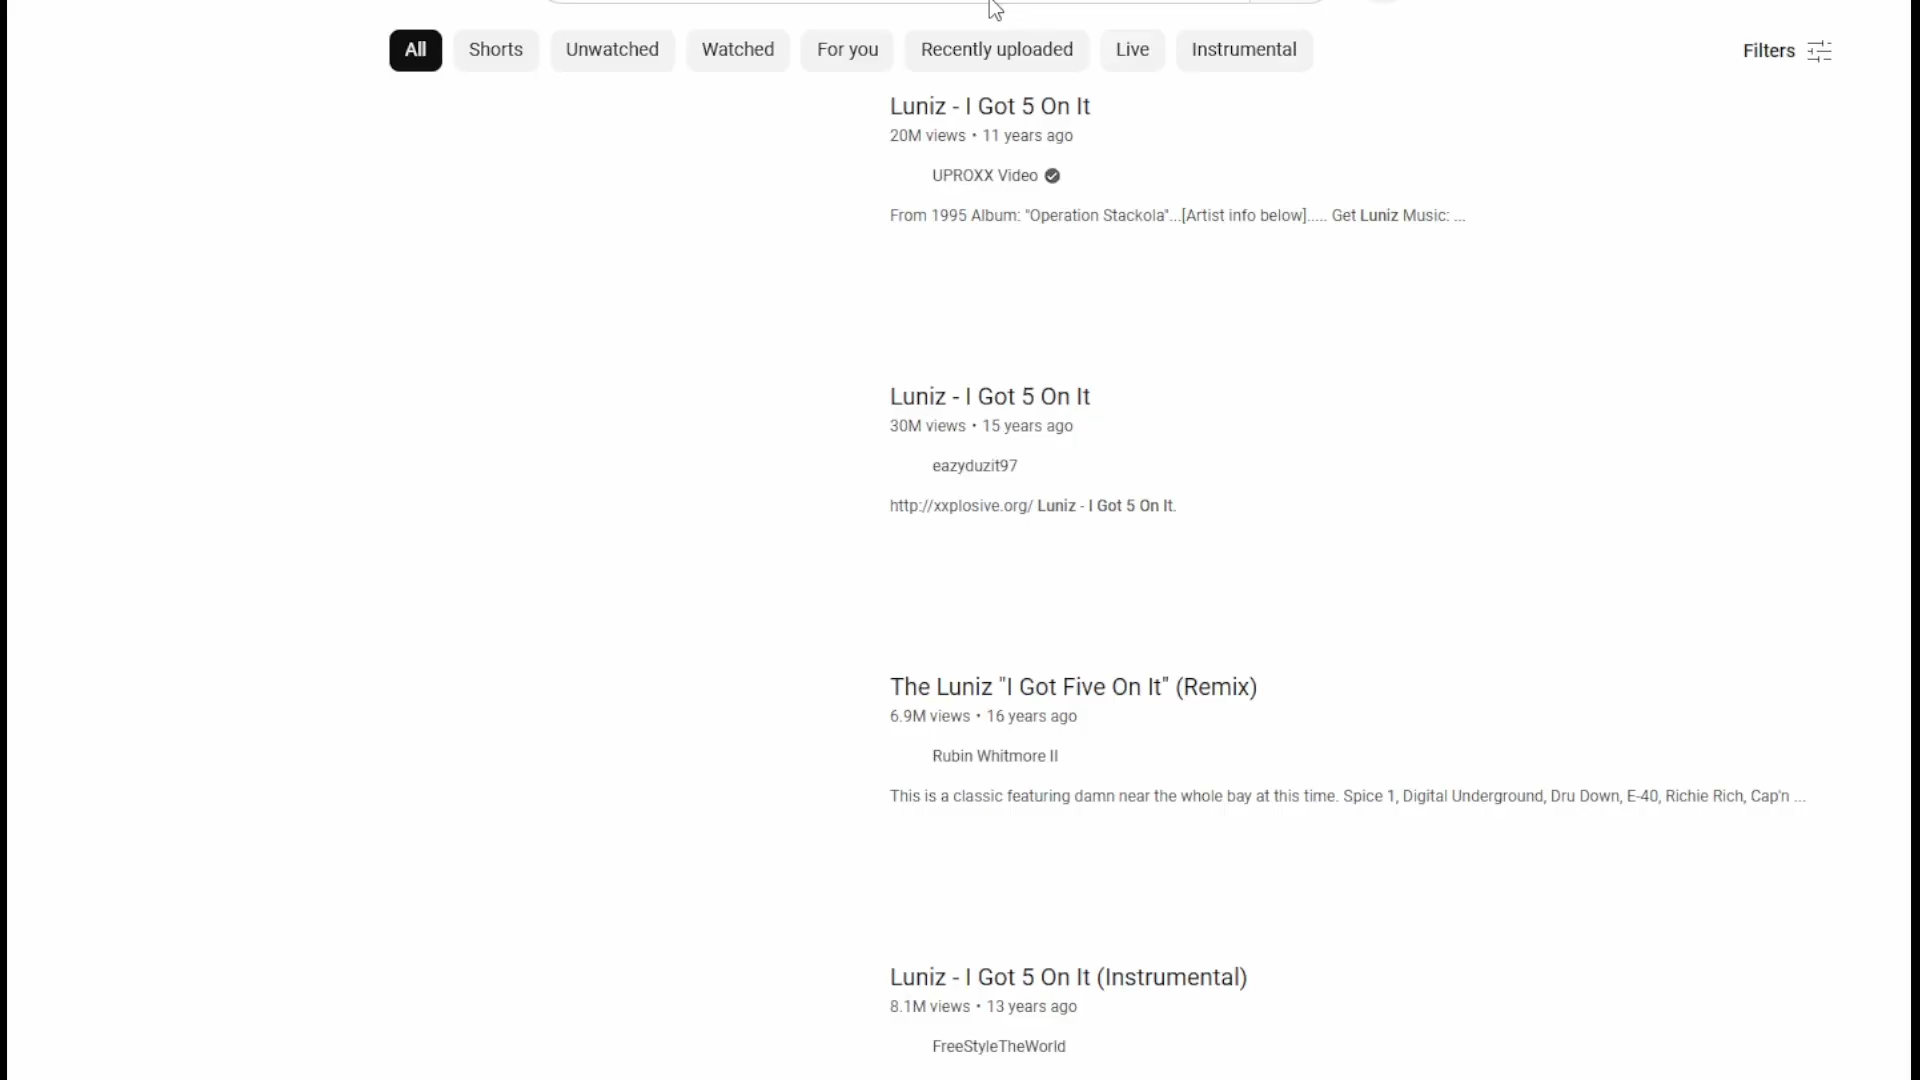 All Shorts Unwatched Watched For you Recently uploaded Live Instrumental Filters
Luniz - I Got 5 On It
20M views • 11 years ago
UPROXX Video
From 1995 Album: "Operation Stackola"...[Artist info below]..... Get Luniz Music: ...
Luniz - I Got 5 On It
30M views • 15 years ago
eazyduzit97
http://xxplosive.org/ Luniz - I Got 5 On It.
The Luniz "I Got Five On It" (Remix)
6.9M views • 16 years ago
Rubin Whitmore II
This is a classic featuring damn near the whole bay at this time. Spice 1, Digital Underground, Dru Down, E-40, Richie Rich, Cap'n ...
Luniz - I Got 5 On It (Instrumental)
8.1M views • 13 years ago
FreeStyleTheWorld